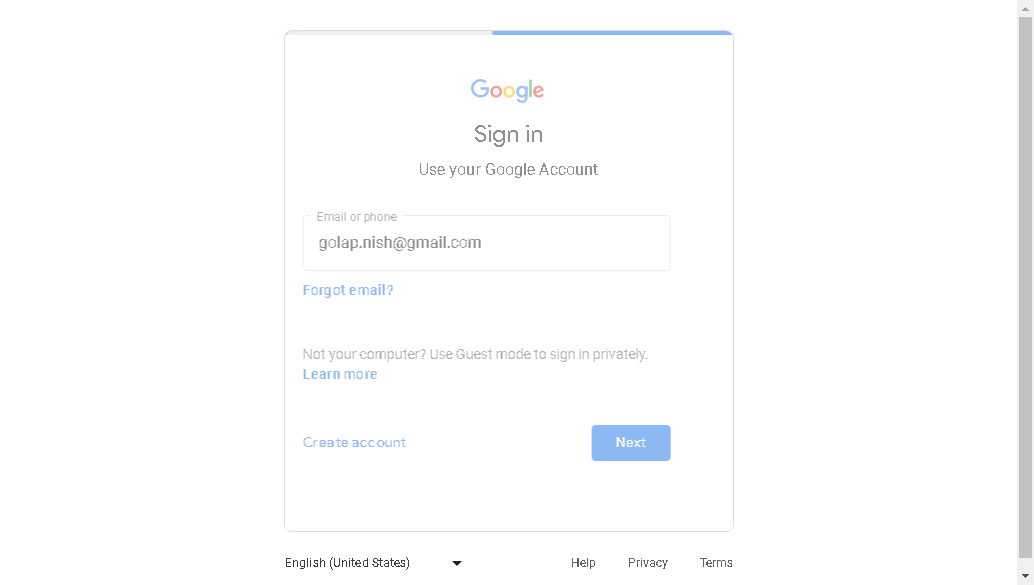 Google
Sign in
Use your Google Account
Email or phone
golap.nish@gmail.com
Forgot email?
Not your computer? Use Guest mode to sign in privately.
Learn more
Create account
Next
English (United States)
Help
Privacy
Terms